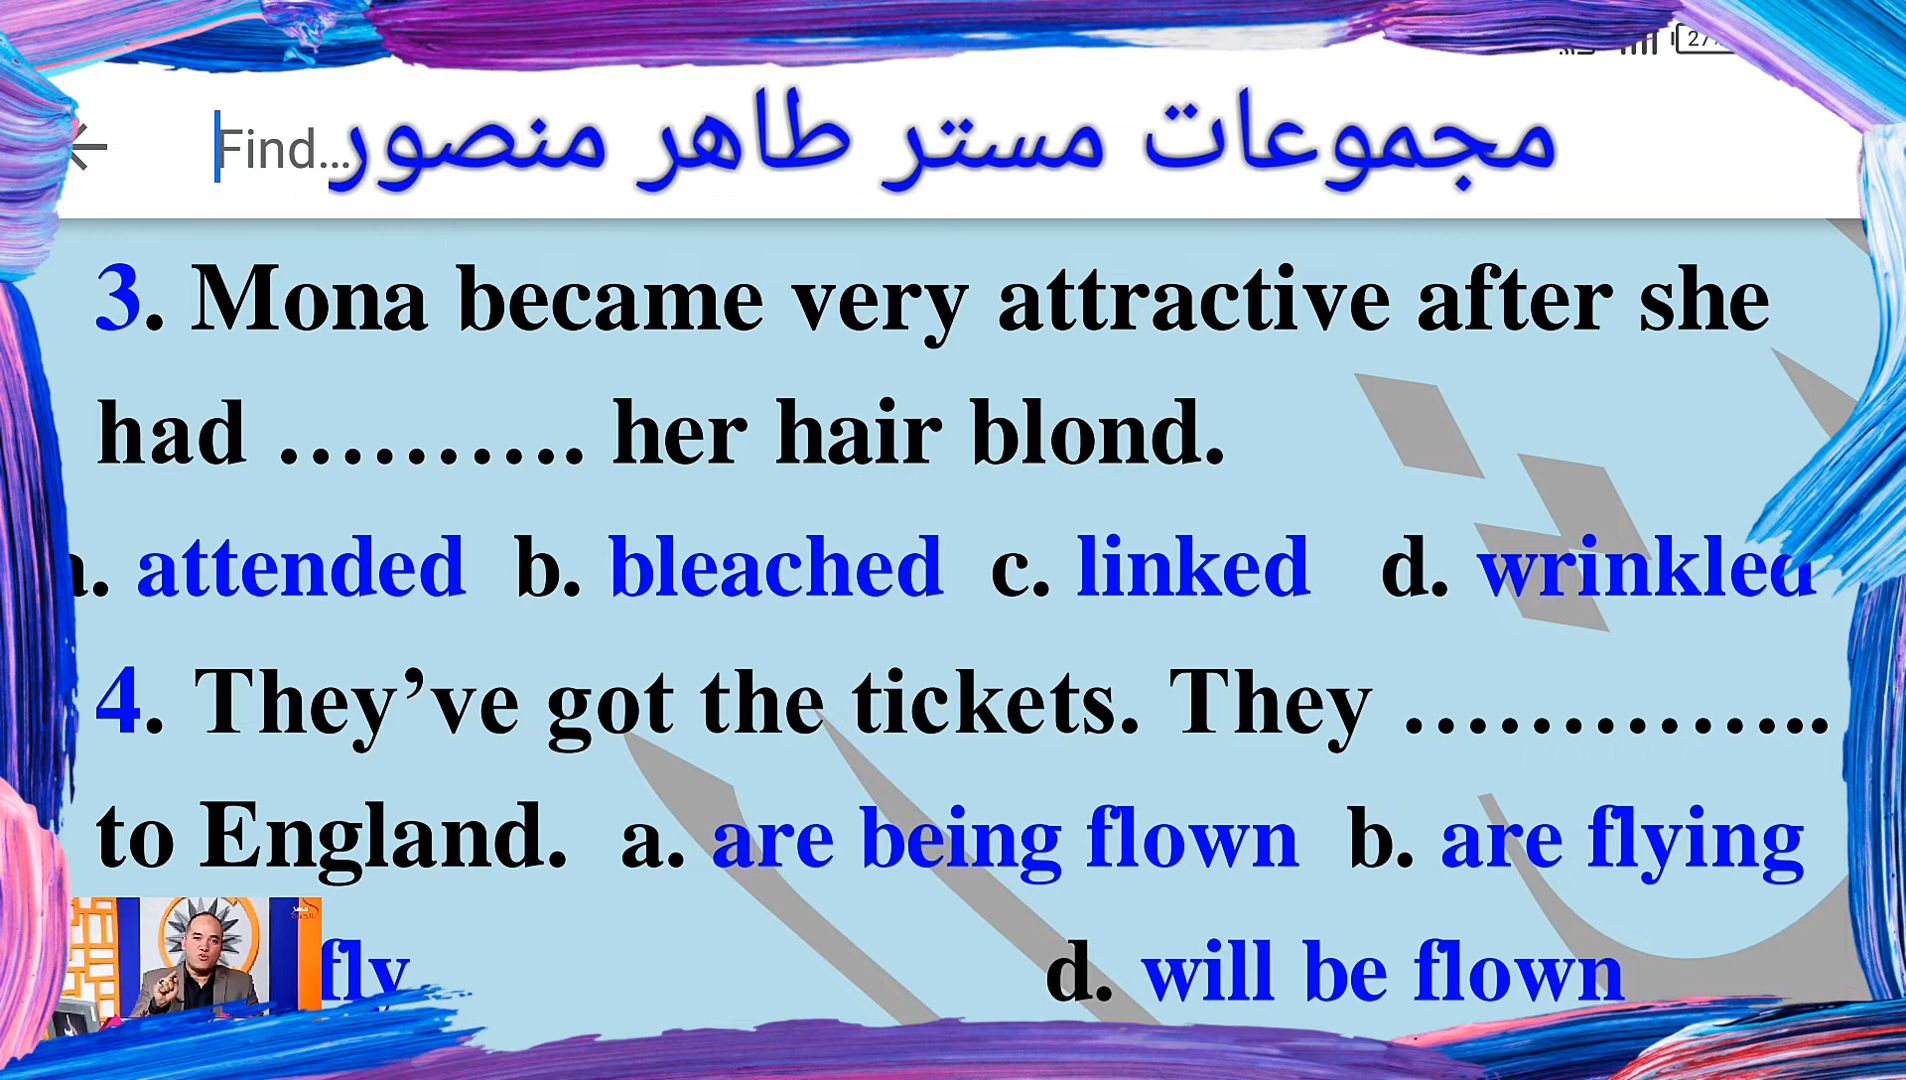 27
Find...
مجموعات مستر طاهر منصور
3. Mona became very attractive after she
had ………. her hair blond.
a. attended b. bleached c. linked d. wrinkled
4. They’ve got the tickets. They …………..
to England. a. are being flown b. are flying
fly d. will be flown